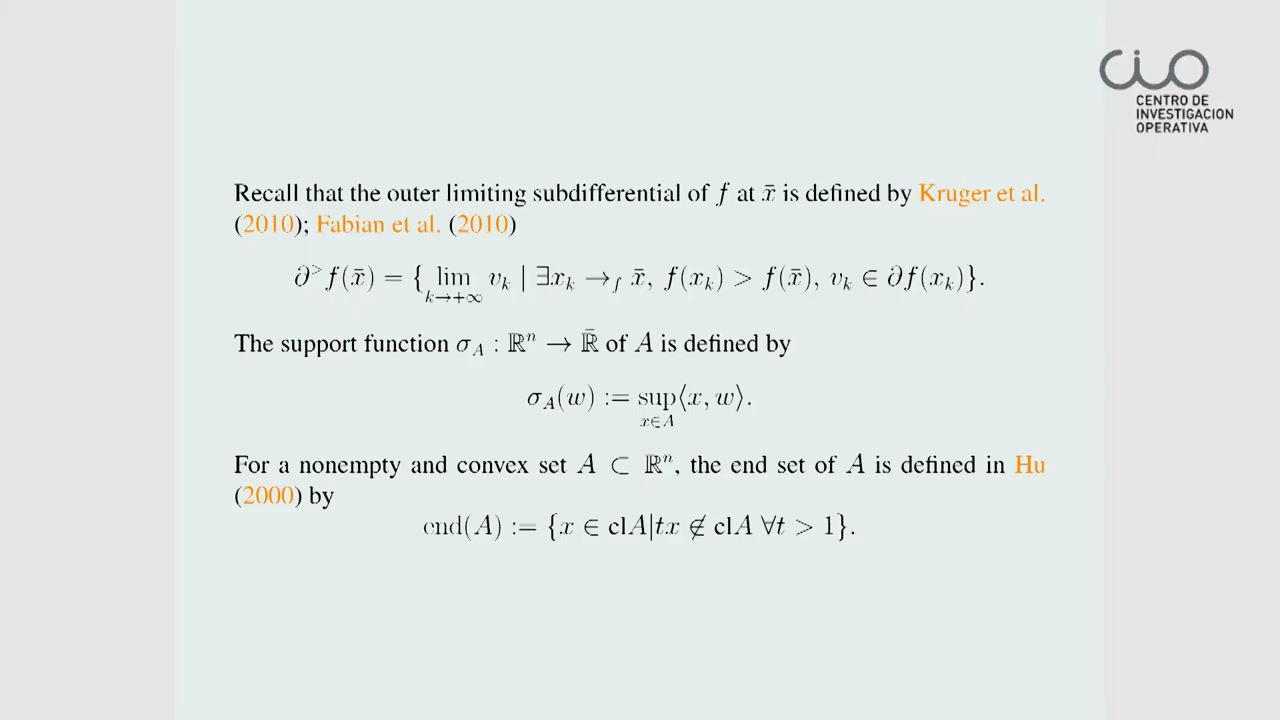 CIO
CENTRO DE
INVESTIGACION
OPERATIVA
Recall that the outer limiting subdifferential of f at x̄ is defined by Kruger et al.
(2010); Fabian et al. (2010)
∂^> f(x̄) = { lim_{k→+∞} v_k | ∃x_k →_f x̄, f(x_k) > f(x̄), v_k ∈ ∂f(x_k)}.
The support function σ_A : ℝ^n → ℝ̄ of A is defined by
σ_A(w) := sup_{x∈A} ⟨x, w⟩.
For a nonempty and convex set A ⊂ ℝ^n, the end set of A is defined in Hu
(2000) by
end(A) := {x ∈ clA|tx ∉ clA ∀t > 1}.